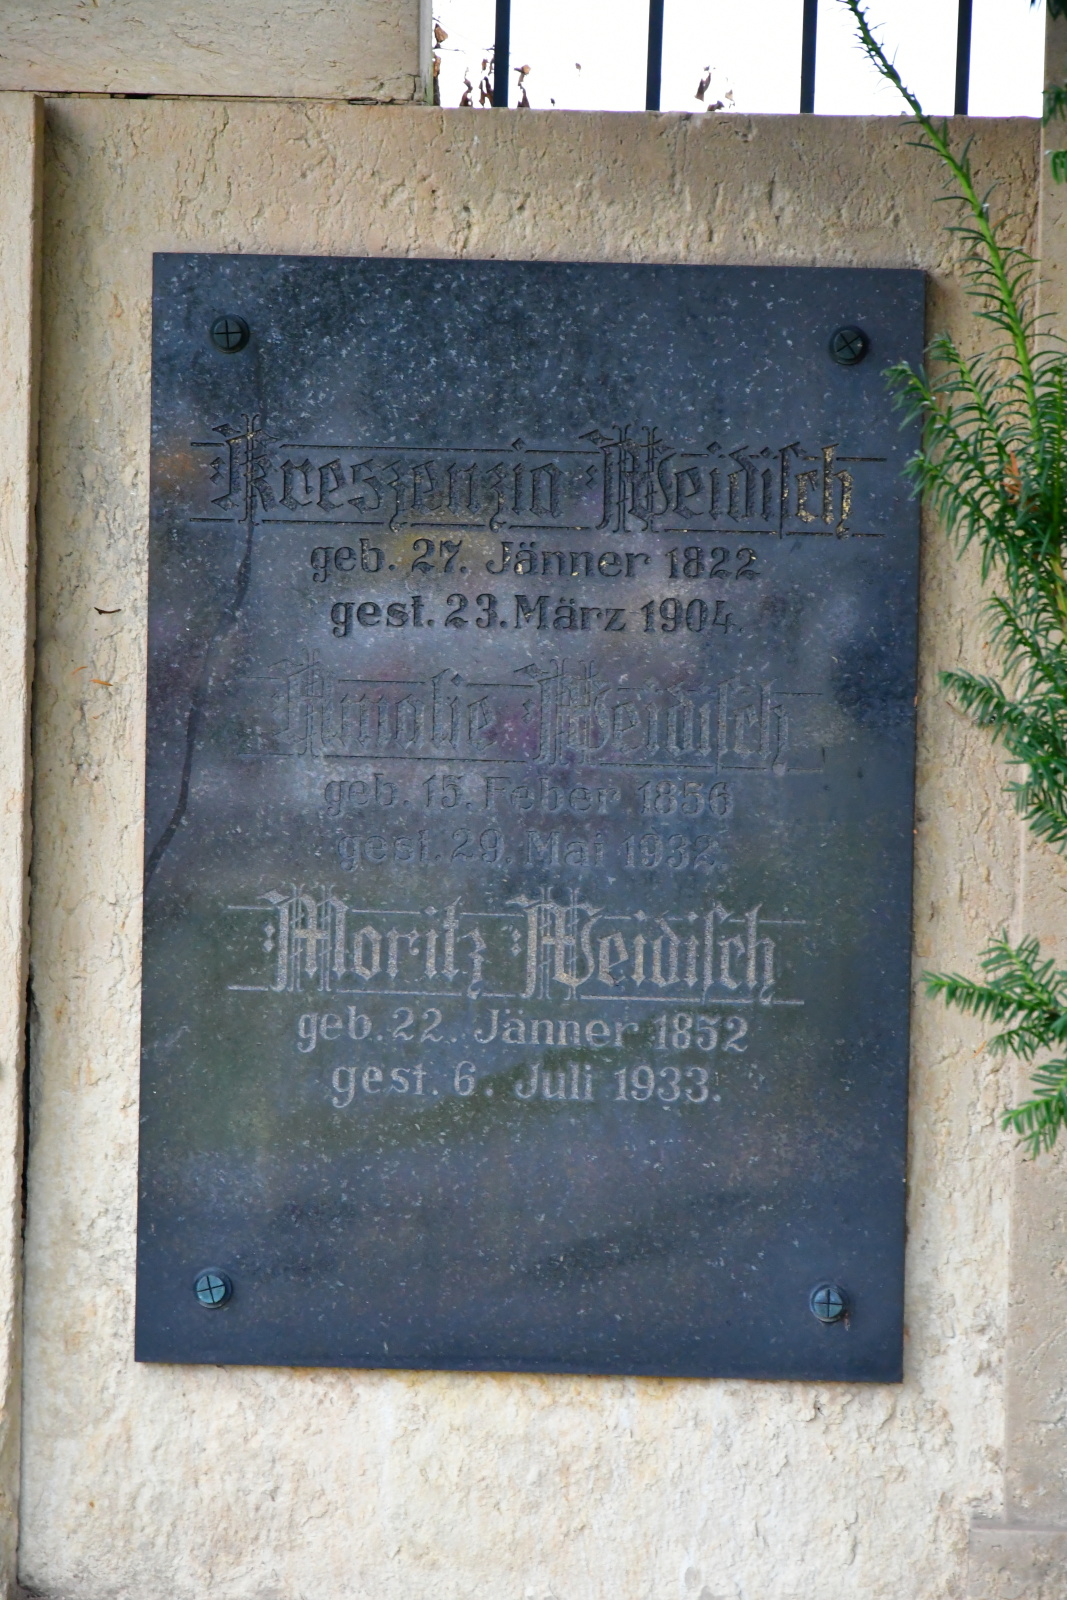 Kreszenzia Weidisch
geb. 27. Jänner 1822
gest. 23. März 1904.
Amalie Weidisch
geb. 15. Feber 1856
gest. 29. Mai 1932.
Moritz Weidisch
geb. 22. Jänner 1852
gest. 6. Juli 1933.